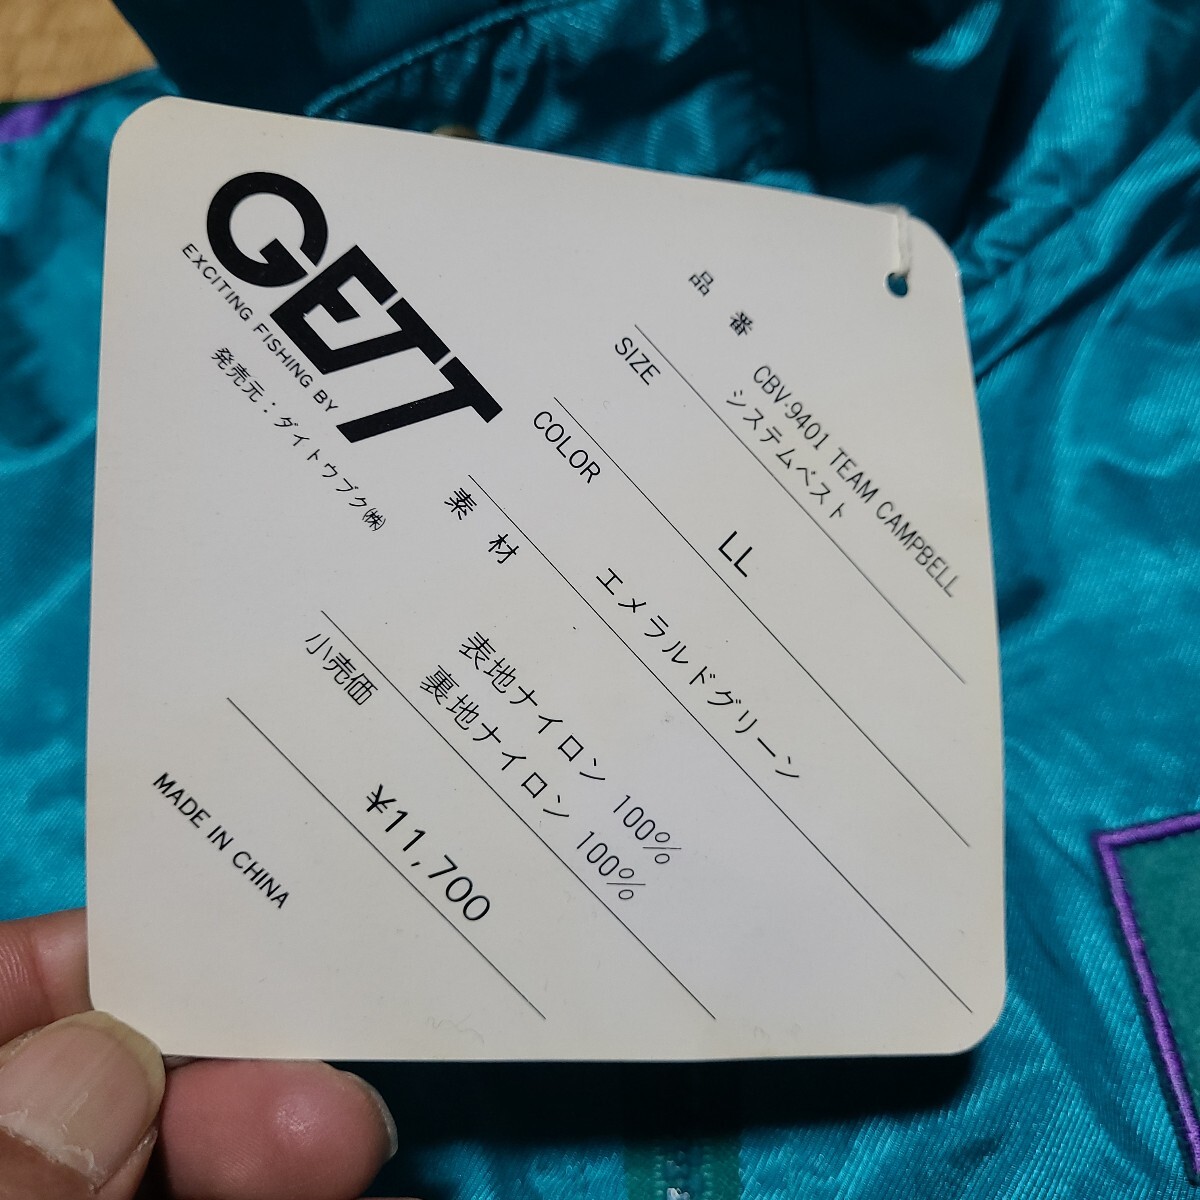 GETT
EXCITING FISHING BY
発売元：ダイトウブク㈱
品番 CBV-9401 TEAM CAMPBELL
システムベスト
SIZE LL
COLOR エメラルドグリーン
素材 表地ナイロン 100%
裏地ナイロン 100%
小売価 ¥11,700
MADE IN CHINA